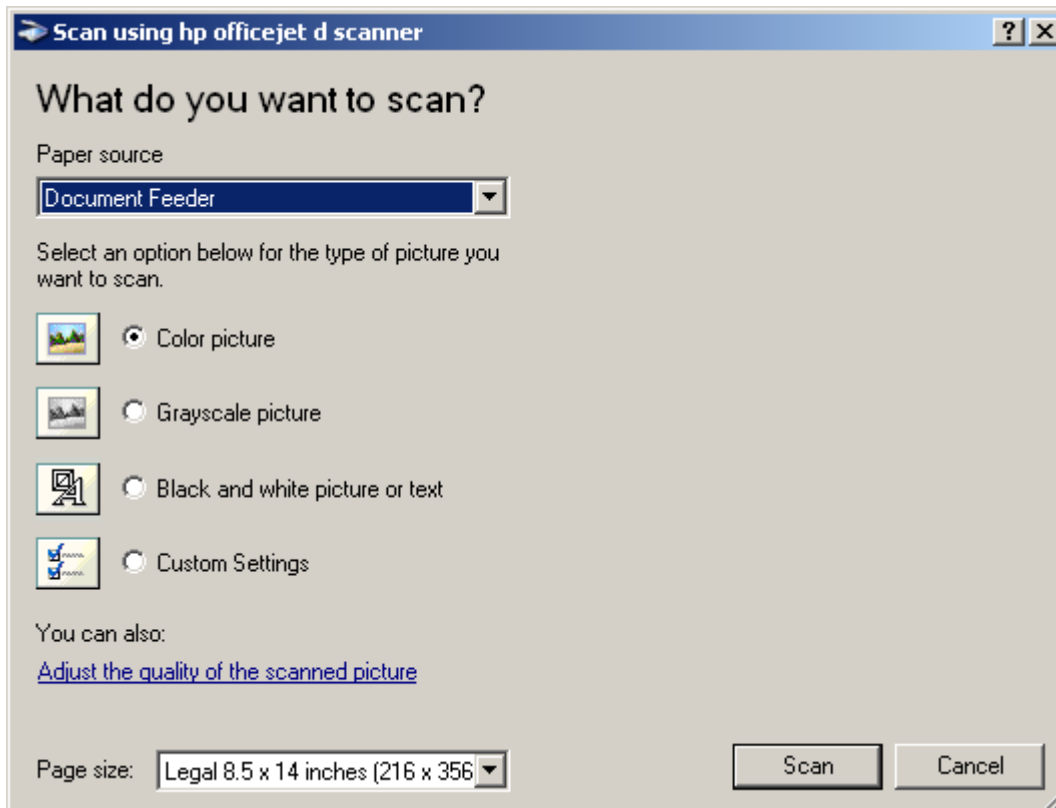 Scan using hp officejet d scanner
What do you want to scan?
Paper source
Document Feeder
Select an option below for the type of picture you
want to scan.
Color picture
Grayscale picture
Black and white picture or text
Custom Settings
You can also:
Adjust the quality of the scanned picture
Page size: Legal 8.5 x 14 inches (216 x 356 Scan Cancel